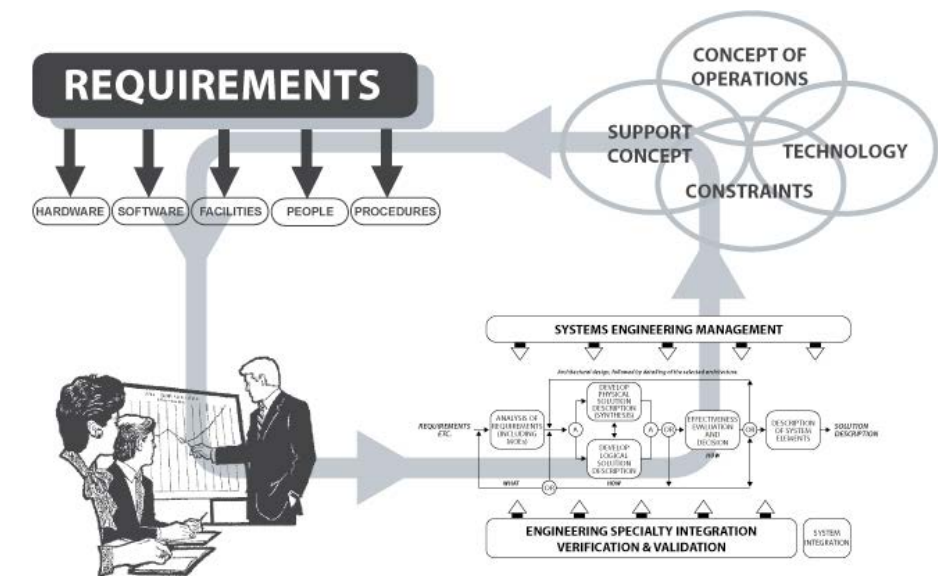 REQUIREMENTS
HARDWARE
SOFTWARE
FACILITIES
PEOPLE
PROCEDURES
CONCEPT OF
OPERATIONS
SUPPORT
CONCEPT
TECHNOLOGY
CONSTRAINTS
SYSTEMS ENGINEERING MANAGEMENT
Architectural design, followed by detailing of the selected architecture
REQUIREMENTS
ETC.
ANALYSIS OF
REQUIREMENTS
(INCLUDING
MOEs)
A
DEVELOP
PHYSICAL
SOLUTION
DESCRIPTION
(SYNTHESIS)
DEVELOP
LOGICAL
SOLUTION
DESCRIPTION
A
OR
EFFECTIVENESS
EVALUATION
AND
DECISION
OR
DESCRIPTION
OF SYSTEM
ELEMENTS
SOLUTION
DESCRIPTION
WHAT
OR
HOW
HOW
ENGINEERING SPECIALTY INTEGRATION
VERIFICATION & VALIDATION
SYSTEM
INTEGRATION